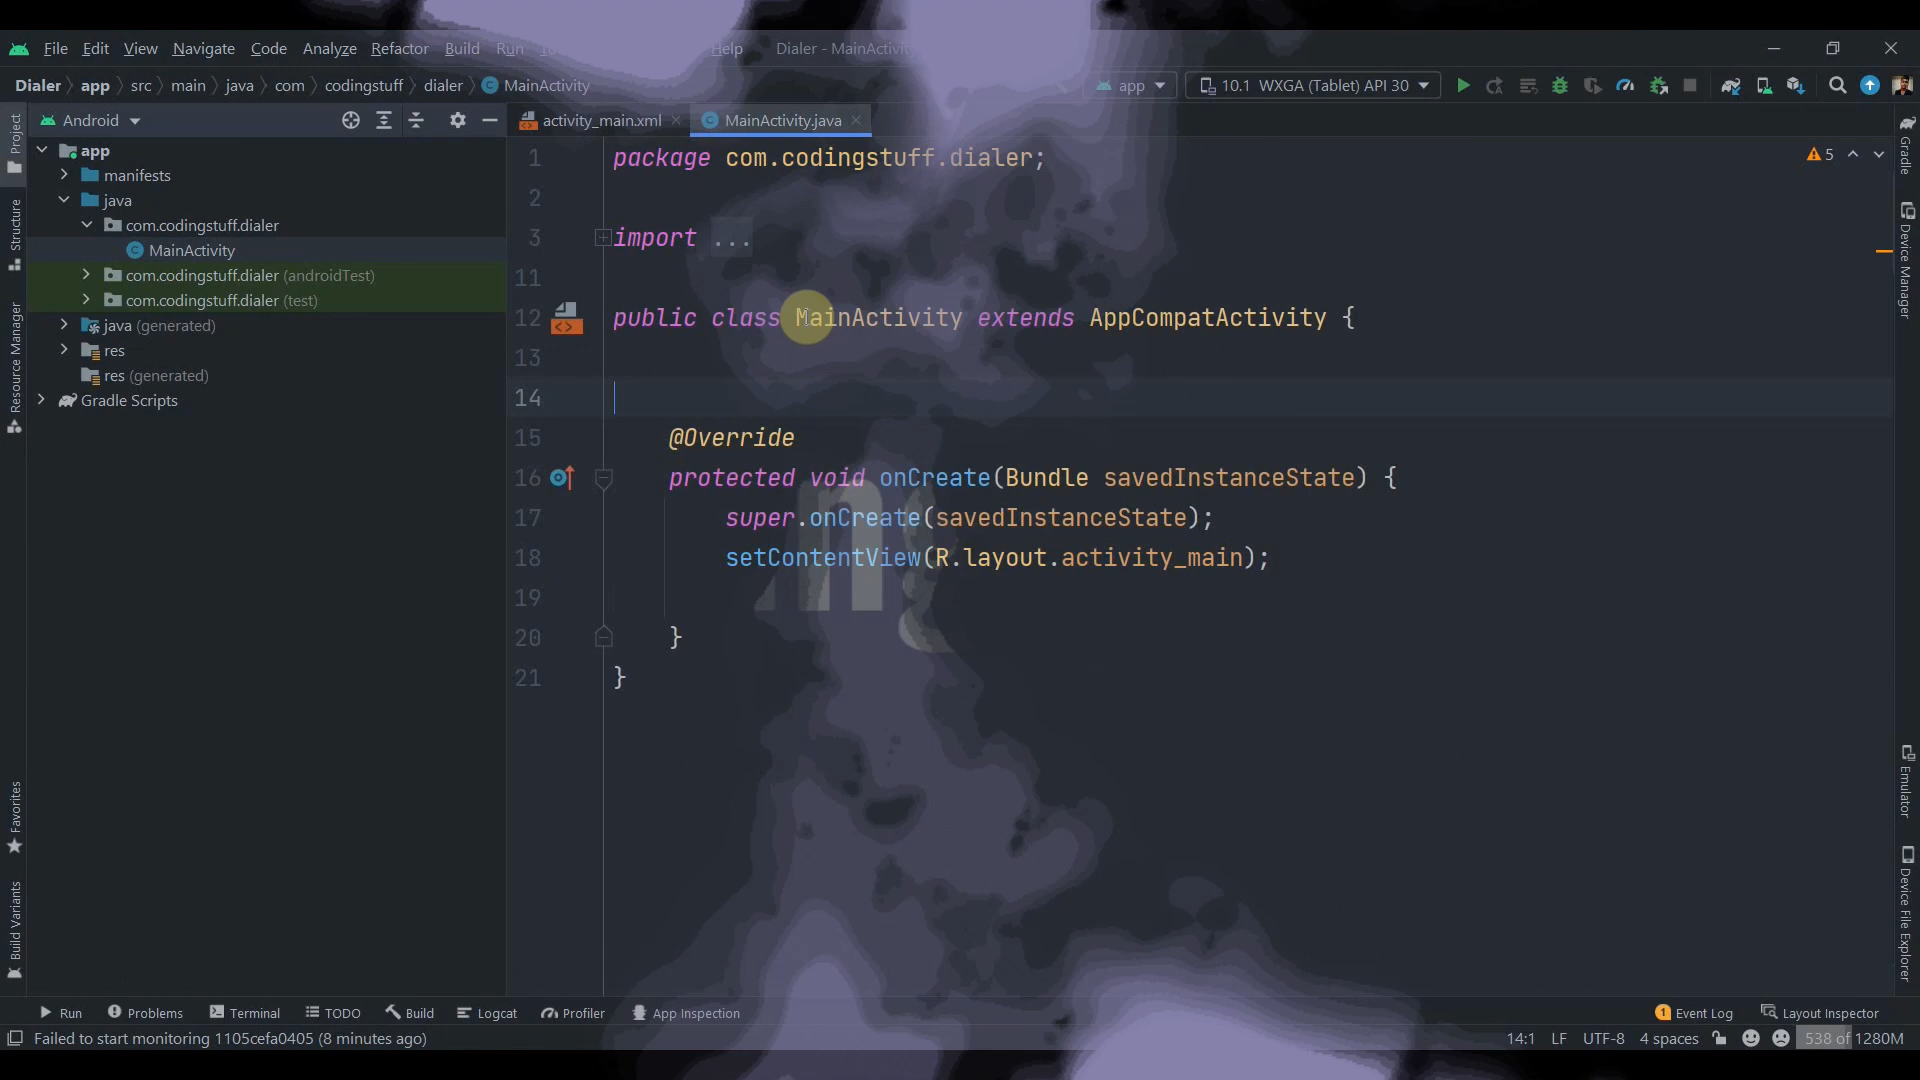 File Edit View Navigate Code Analyze Refactor Build Run Help Dialer - MainActivity
Dialer app src main java com codingstuff dialer MainActivity app 10.1 WXGA (Tablet) API 30
Android activity_main.xml MainActivity.java
app
manifests
java
com.codingstuff.dialer
MainActivity
com.codingstuff.dialer (androidTest)
com.codingstuff.dialer (test)
java (generated)
res
res (generated)
Gradle Scripts
Project
Structure
Resource Manager
Favorites
Build Variants
1 package com.codingstuff.dialer;
2
3 import ...
11
12 public class MainActivity extends AppCompatActivity {
13
14
15 @Override
16 protected void onCreate(Bundle savedInstanceState) {
17 super.onCreate(savedInstanceState);
18 setContentView(R.layout.activity_main);
19
20 }
21 }
5
Gradle
Device Manager
Emulator
Device File Explorer
Run Problems Terminal TODO Build Logcat Profiler App Inspection 1 Event Log Layout Inspector
Failed to start monitoring 1105cefa0405 (8 minutes ago) 14:1 LF UTF-8 4 spaces 538 of 1280M